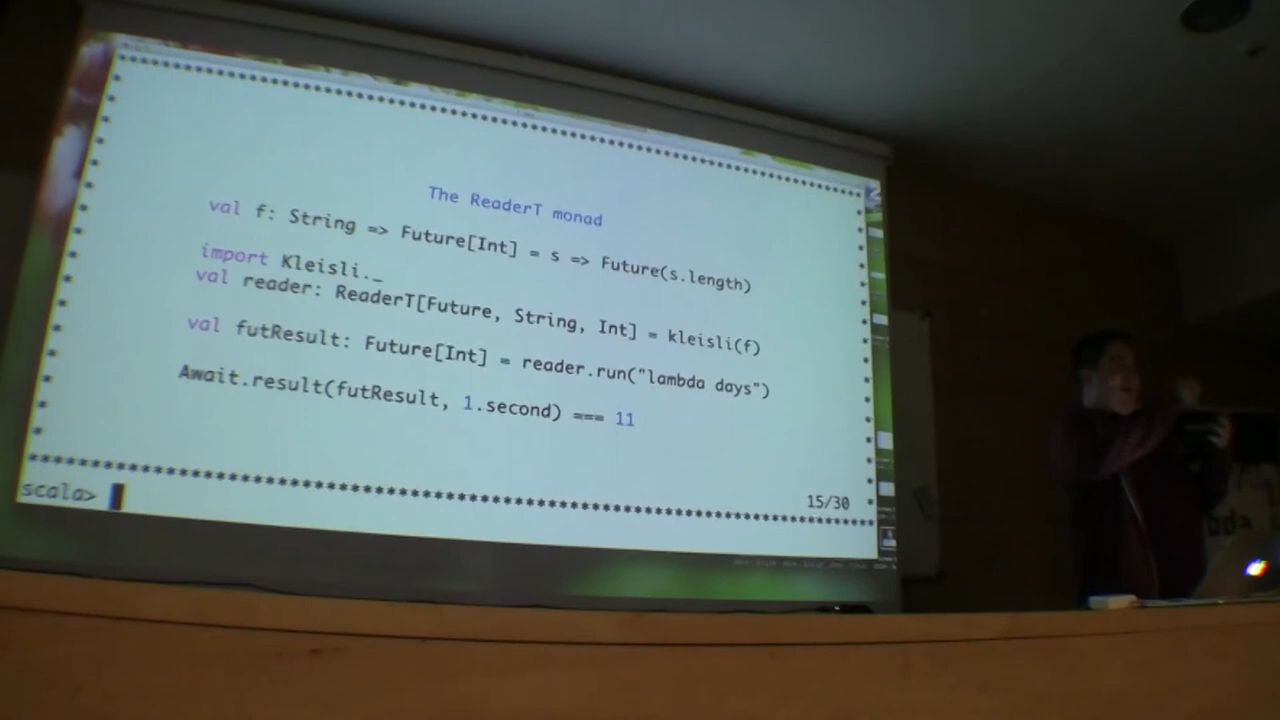 The ReaderT monad
val f: String => Future[Int] = s => Future(s.length)
import Kleisli._
val reader: ReaderT[Future, String, Int] = kleisli(f)
val futResult: Future[Int] = reader.run("lambda days")
Await.result(futResult, 1.second) === 11
15/30
scala>